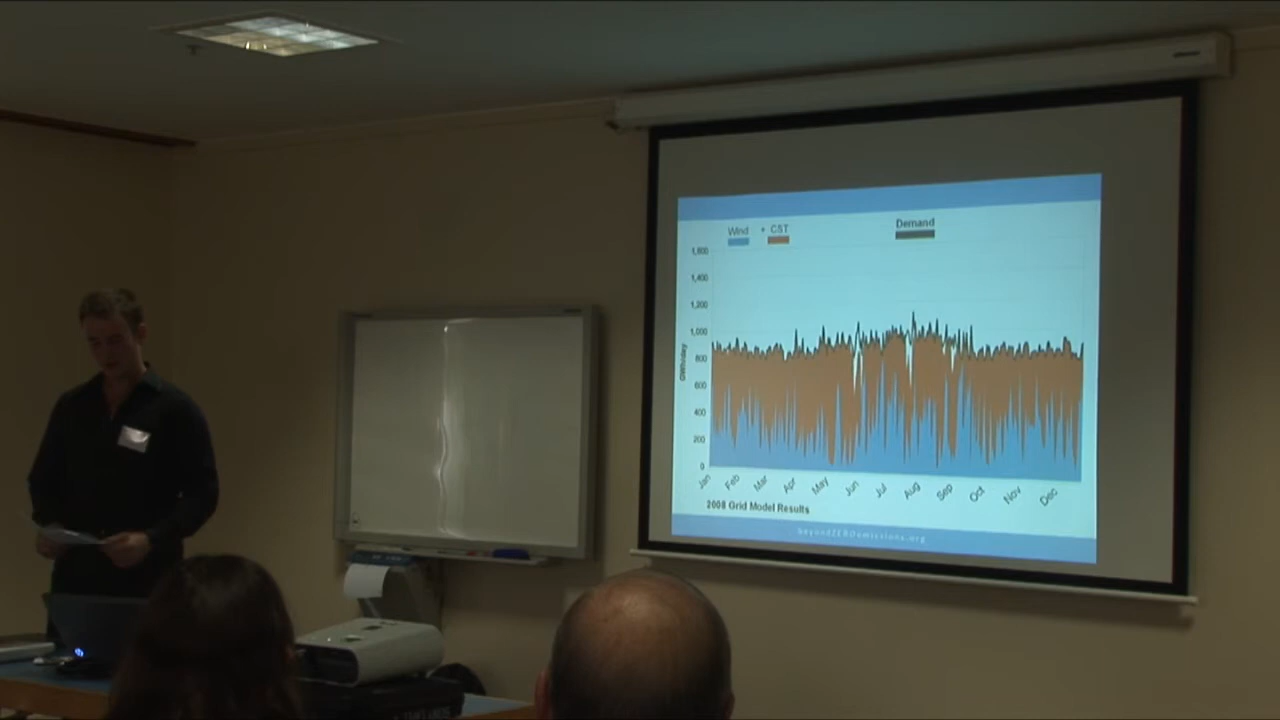 Wind + CST
Demand
1,600
1,400
1,200
1,000
800
600
400
200
0
GWh/day
Jan Feb Mar Apr May Jun Jul Aug Sep Oct Nov Dec
2008 Grid Model Results
beyondZEROemissions.org